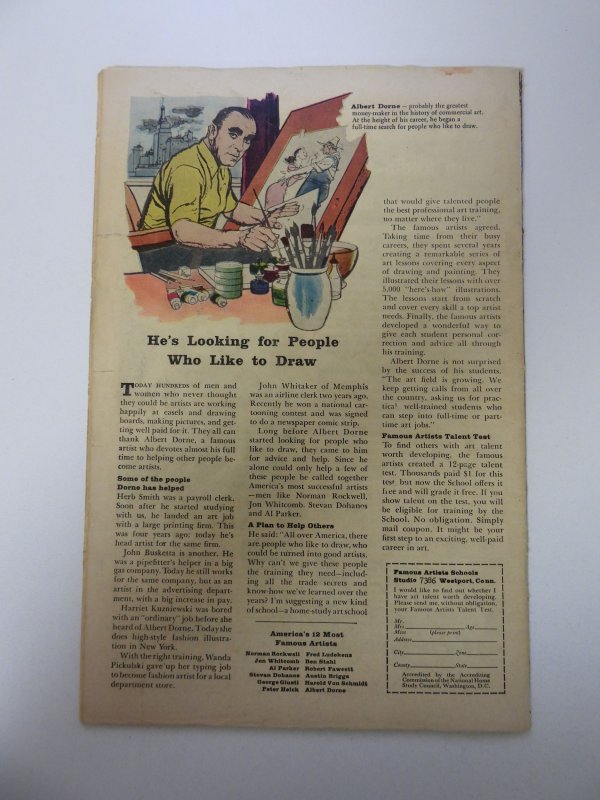 Albert Dorne – probably the greatest
money-maker in the history of commercial art.
At the height of his career, he began a
full-time search for people who like to draw.
He's Looking for People
Who Like to Draw
TODAY HUNDREDS of men and
women who never thought
they could be artists are working
happily at easels and drawing
boards, making pictures, and get-
ting well paid for it. They all can
thank Albert Dorne, a famous
artist who devotes almost his full
time to helping other people be-
come artists.
Some of the people
Dorne has helped
Herb Smith was a payroll clerk.
Soon after he started studying
with us, he landed an art job
with a large printing firm. This
was four years ago: today he's
head artist for the same firm.
John Busketta is another. He
was a pipefitter's helper in a big
gas company. Today he still works
for the same company, but as an
artist in the advertising depart-
ment, with a big increase in pay.
Harriet Kuzniewski was bored
with an "ordinary" job before she
heard of Albert Dorne. Today she
does high-style fashion illustra-
tion in New York.
With the right training, Wanda
Pickulski gave up her typing job
to become fashion artist for a local
department store.
John Whitaker of Memphis
was an airline clerk two years ago.
Recently he won a national car-
tooning contest and was signed
to do a newspaper comic strip.
Long before Albert Dorne
started looking for people who
like to draw, they came to him
for advice and help. Since he
alone could only help a few of
these people he called together
America's most successful artists
—men like Norman Rockwell,
Jon Whitcomb, Stevan Dohanos
and Al Parker.
A Plan to Help Others
He said: "All over America, there
are people who like to draw, who
could be turned into good artists.
Why can't we give these people
the training they need—includ-
ing all the trade secrets and
know-how we've learned over the
years? I'm suggesting a new kind
of school—a home-study art school
America's 12 Most
Famous Artists
Norman Rockwell Fred Ludekens
Jon Whitcomb Ben Stahl
Al Parker Robert Fawcett
Stevan Dohanos Austin Briggs
George Giusti Harold Von Schmidt
Peter Helck Albert Dorne
that would give talented people
the best professional art training,
no matter where they live."
The famous artists agreed.
Taking time from their busy
careers, they spent several years
creating a remarkable series of
art lessons covering every aspect
of drawing and painting. They
illustrated their lessons with over
5,000 "here's-how" illustrations.
The lessons start from scratch
and cover every skill a top artist
needs. Finally, the famous artists
developed a wonderful way to
give each student personal cor-
rection and advice all through
his training.
Albert Dorne is not surprised
by the success of his students.
"The art field is growing. We
keep getting calls from all over
the country, asking us for prac-
tical well-trained students who
can step into full-time or part-
time art jobs."
Famous Artists Talent Test
To find others with art talent
worth developing, the famous
artists created a 12-page talent
test. Thousands paid $1 for this
test but now the School offers it
free and will grade it free. If you
show talent on the test, you will
be eligible for training by the
School. No obligation. Simply
mail coupon. It might be your
first step to an exciting, well-paid
career in art.
Famous Artists Schools
Studio 7386 Westport, Conn.
I would like to find out whether I
have art talent worth developing.
Please send me, without obligation,
your Famous Artists Talent Test.
Mr.
Mrs. Age
Miss (please print)
Address
City Zone
County State
Accredited by the Accrediting
Commission of the National Home
Study Council, Washington, D.C.